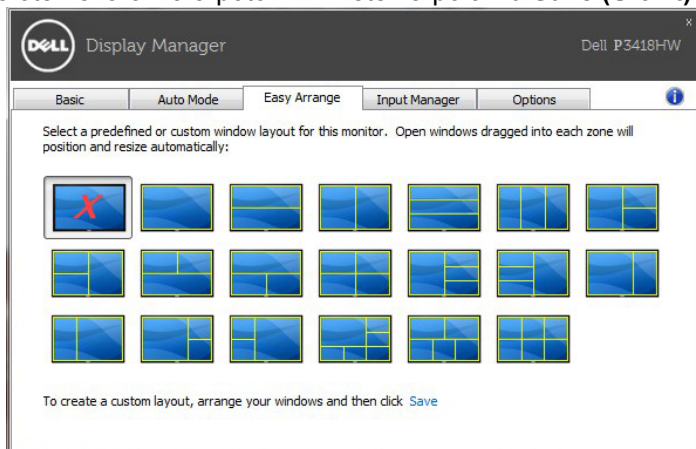 DELL Display Manager
Dell P3418HW
x
Basic
Auto Mode
Easy Arrange
Input Manager
Options
i
Select a predefined or custom window layout for this monitor. Open windows dragged into each zone will
position and resize automatically:
X
To create a custom layout, arrange your windows and then click Save